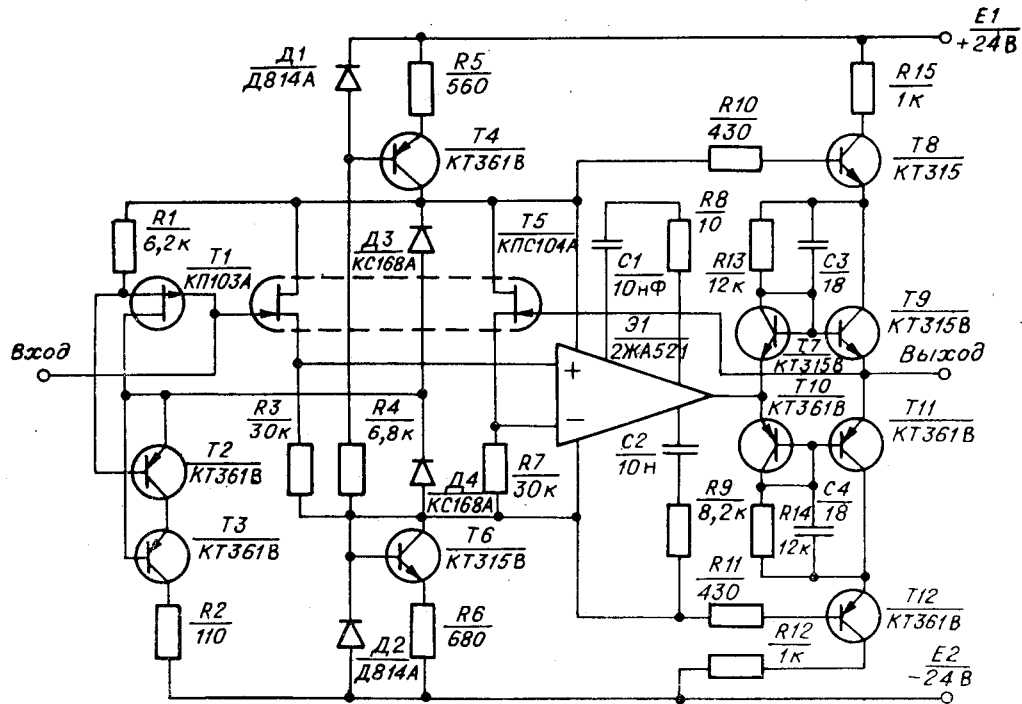 E1
+24В
Д1
Д814А
R5
560
R15
1к
R10
430
T4
КТ361В
T8
КТ315
R8
10
R1
6,2к
T5
КПС104А
Д3
КС168А
C1
10нФ
R13
12к
C3
18
T1
КП103А
Э1
2ЖА521
T9
КТ315В
Вход
T7
КТ315В
Выход
+
T10
КТ361В
R3
30к
R4
6,8к
−
T11
КТ361В
C2
10н
T2
КТ361В
R7
30к
Д4
КС168А
R9
8,2к
R14
12к
C4
18
T3
КТ361В
T6
КТ315В
R11
430
T12
КТ361В
R2
110
R6
680
R12
1к
Д2
Д814А
E2
-24В